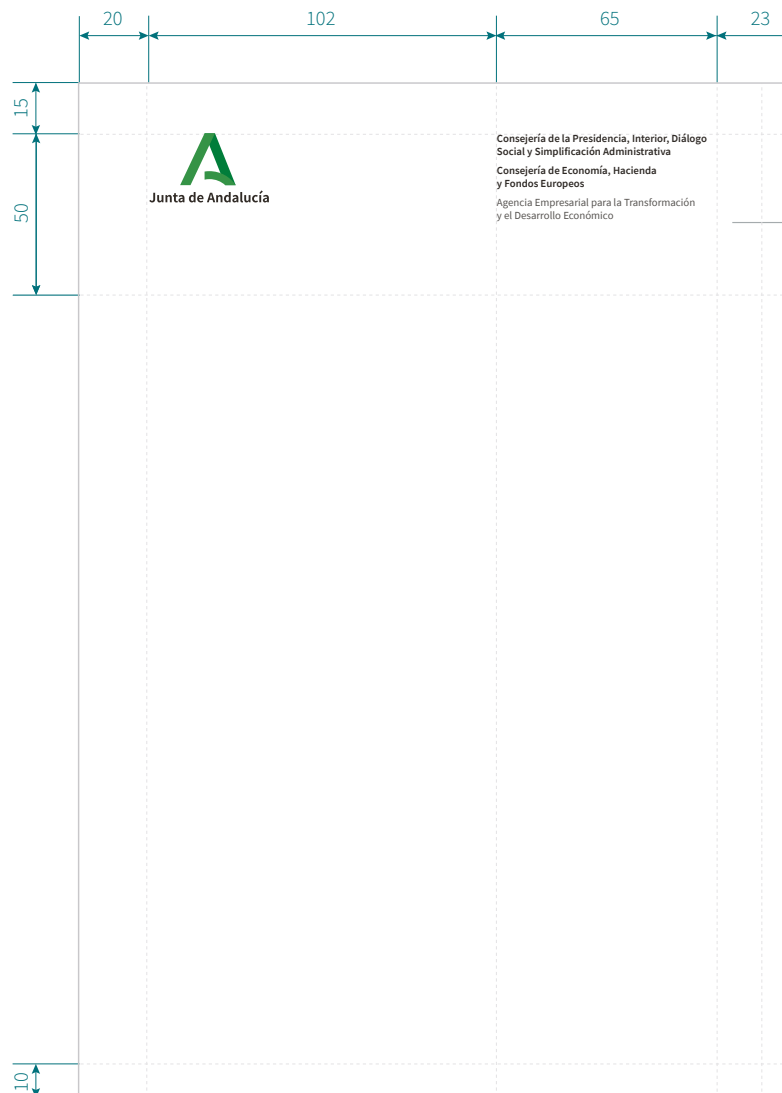 20
102
65
23
15
50
10
Junta de Andalucía
Consejería de la Presidencia, Interior, Diálogo
Social y Simplificación Administrativa
Consejería de Economía, Hacienda
y Fondos Europeos
Agencia Empresarial para la Transformación
y el Desarrollo Económico